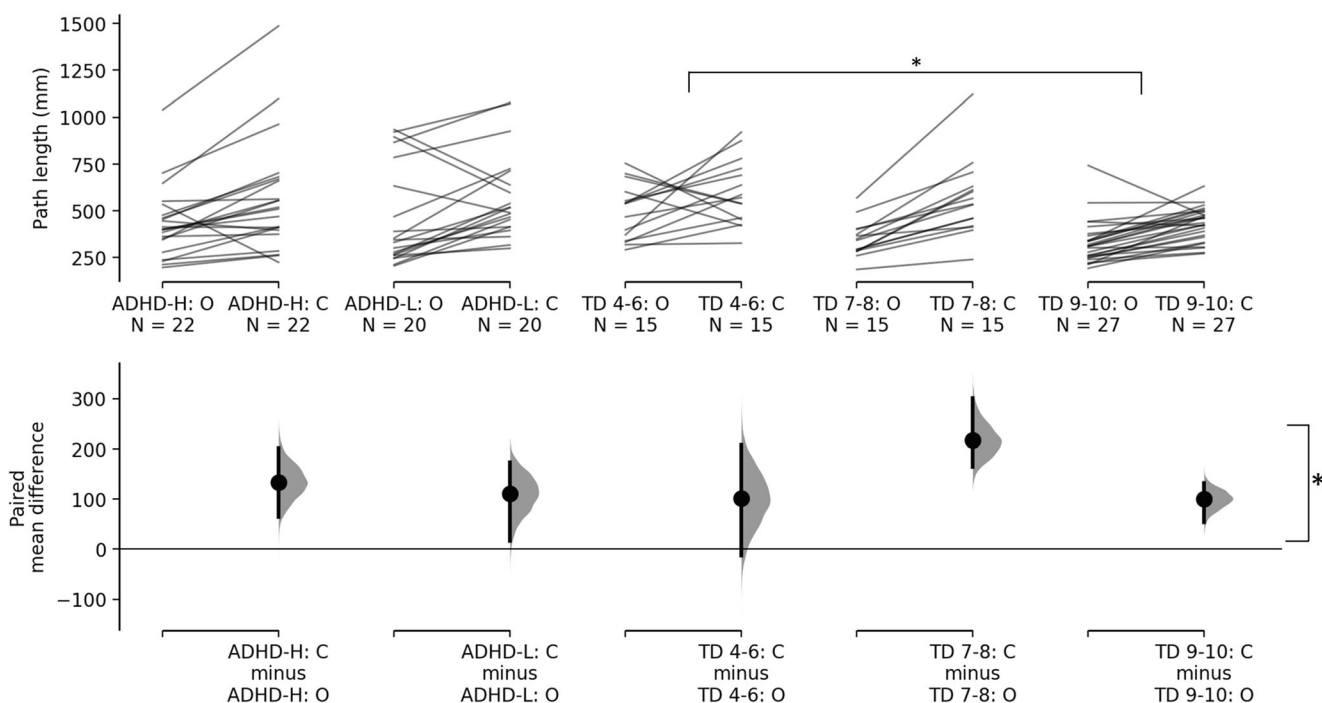 1500
1250
1000
750
500
250
Path length (mm)
*
ADHD-H: O ADHD-H: C ADHD-L: O ADHD-L: C TD 4-6: O TD 4-6: C TD 7-8: O TD 7-8: C TD 9-10: O TD 9-10: C
N = 22 N = 22 N = 20 N = 20 N = 15 N = 15 N = 15 N = 15 N = 27 N = 27
300
200
100
0
−100
Paired
mean difference
*
ADHD-H: C ADHD-L: C TD 4-6: C TD 7-8: C TD 9-10: C
minus minus minus minus minus
ADHD-H: O ADHD-L: O TD 4-6: O TD 7-8: O TD 9-10: O